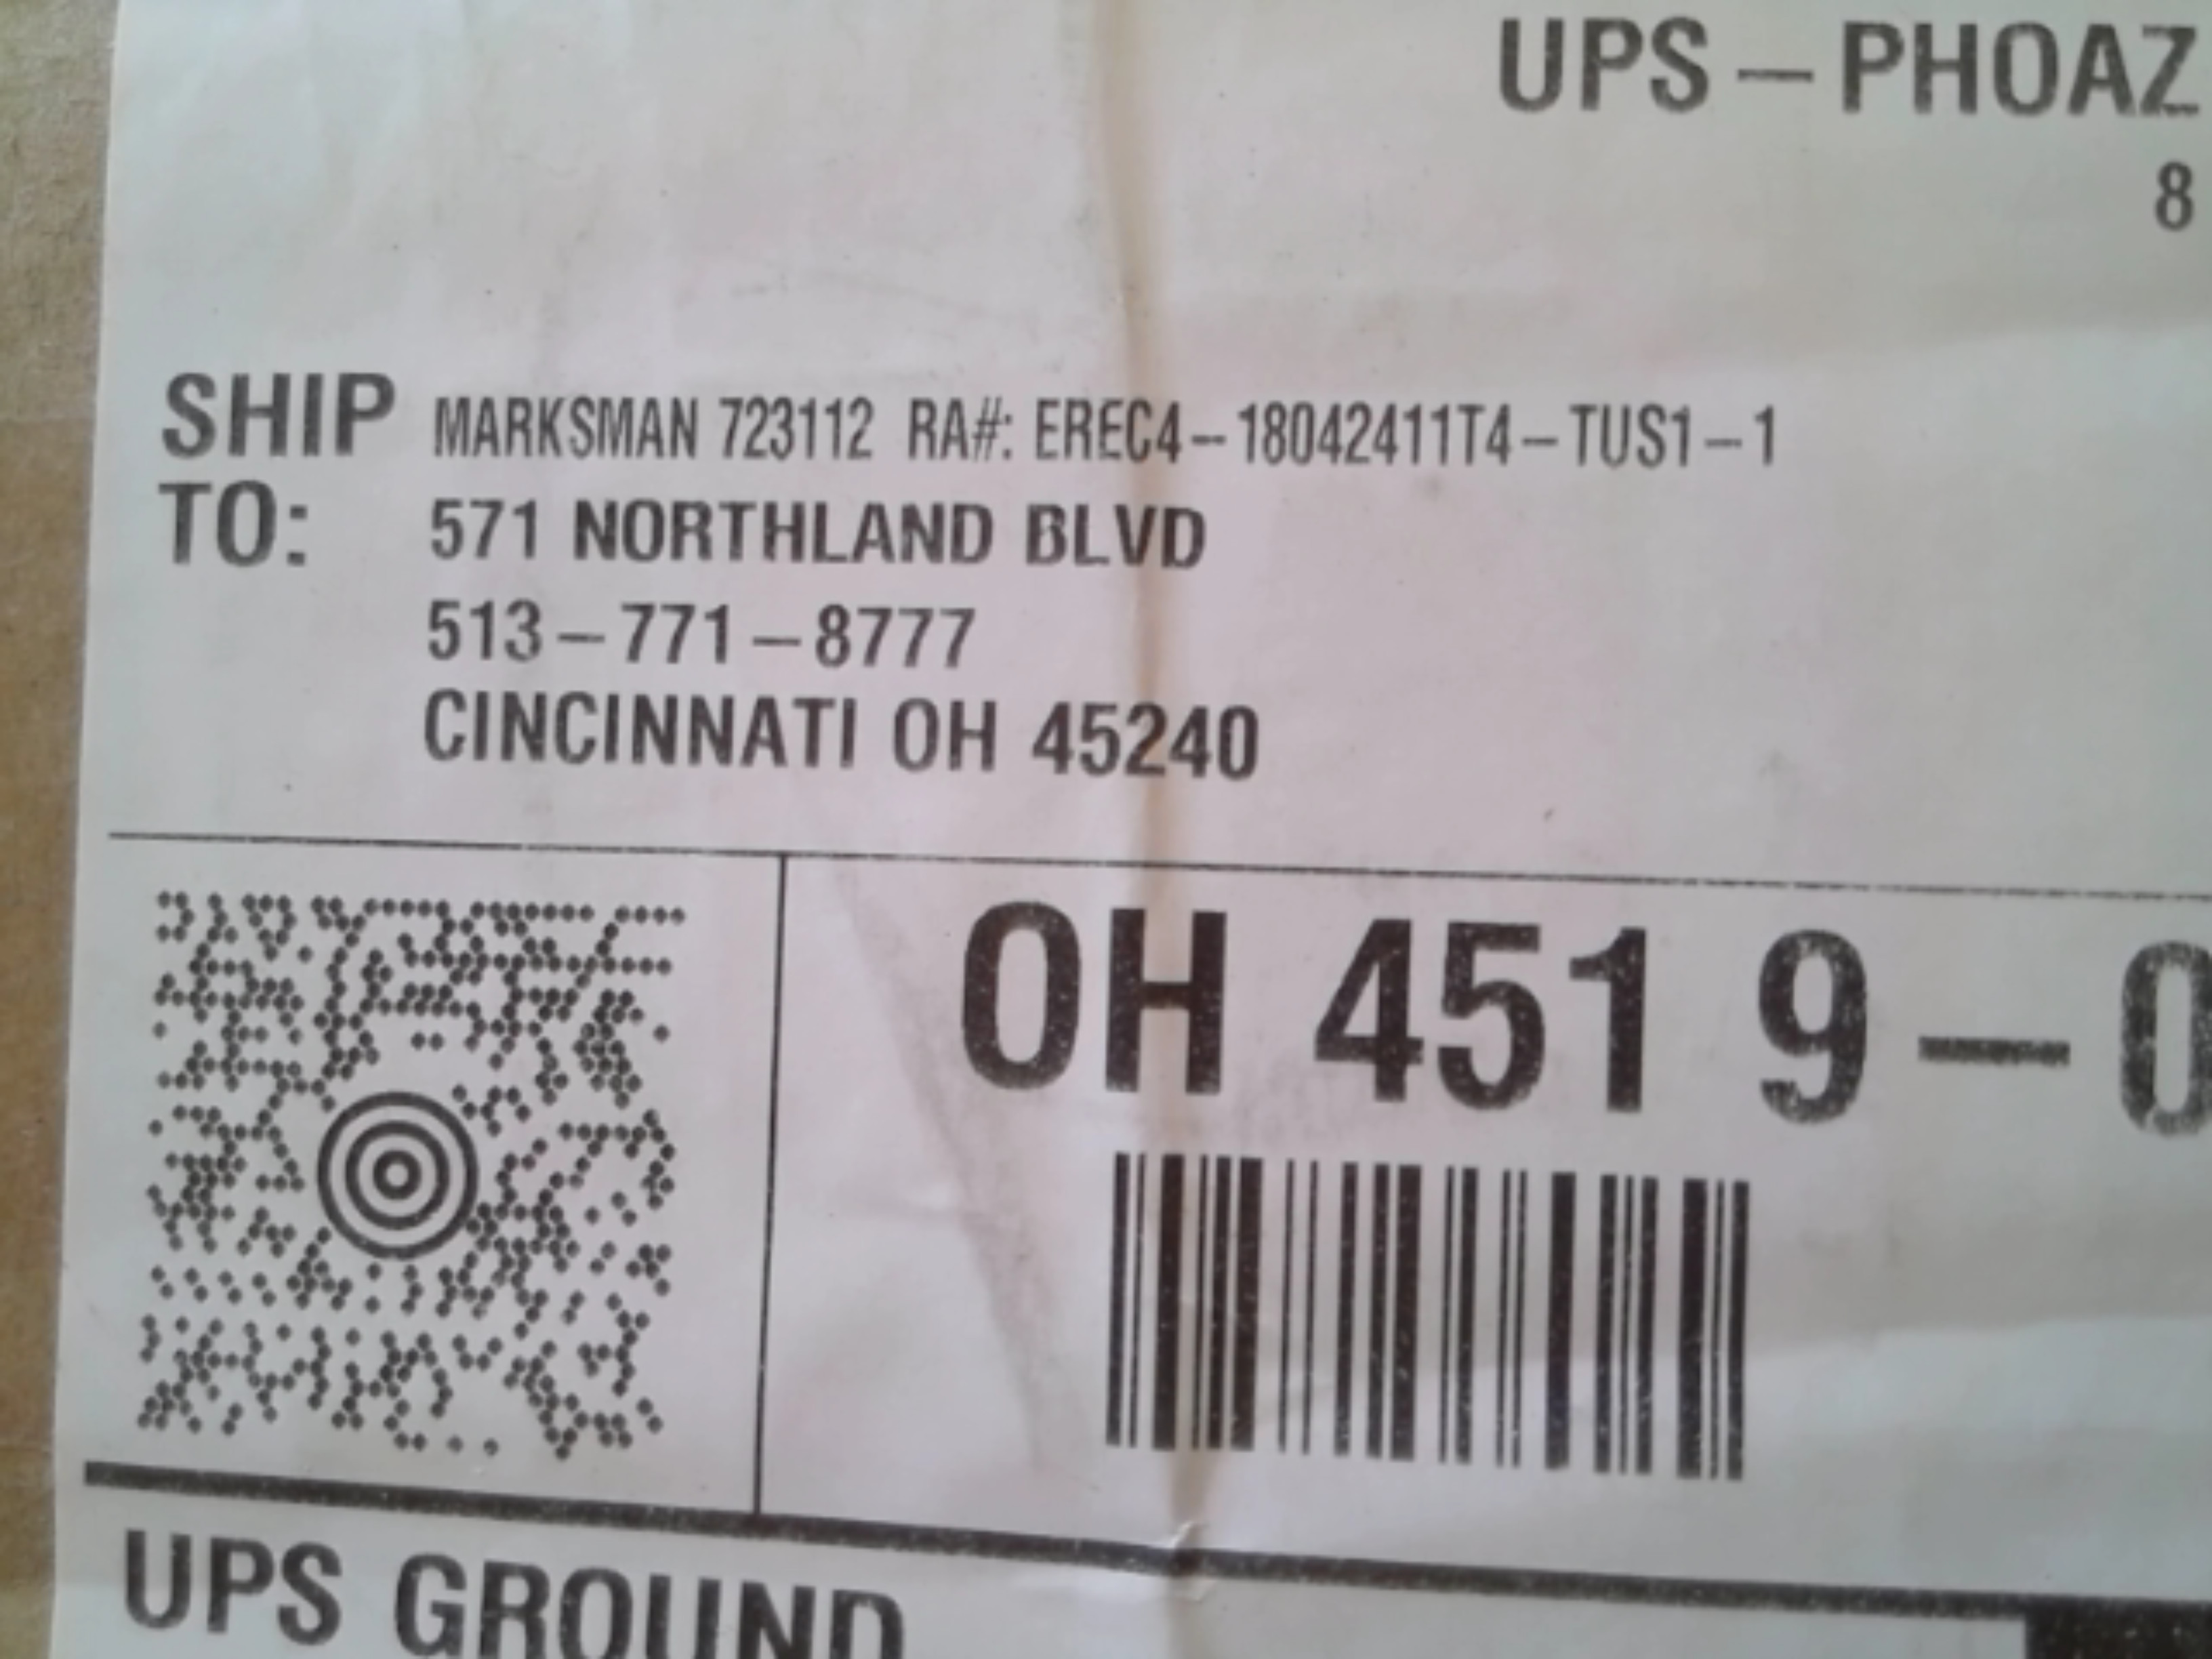 UPS-PHOAZ
8
SHIP TO: MARKSMAN 723112 RA#: EREC4-18042411T4-TUS1-1
571 NORTHLAND BLVD
513-771-8777
CINCINNATI OH 45240
OH 451 9-0
UPS GROUND